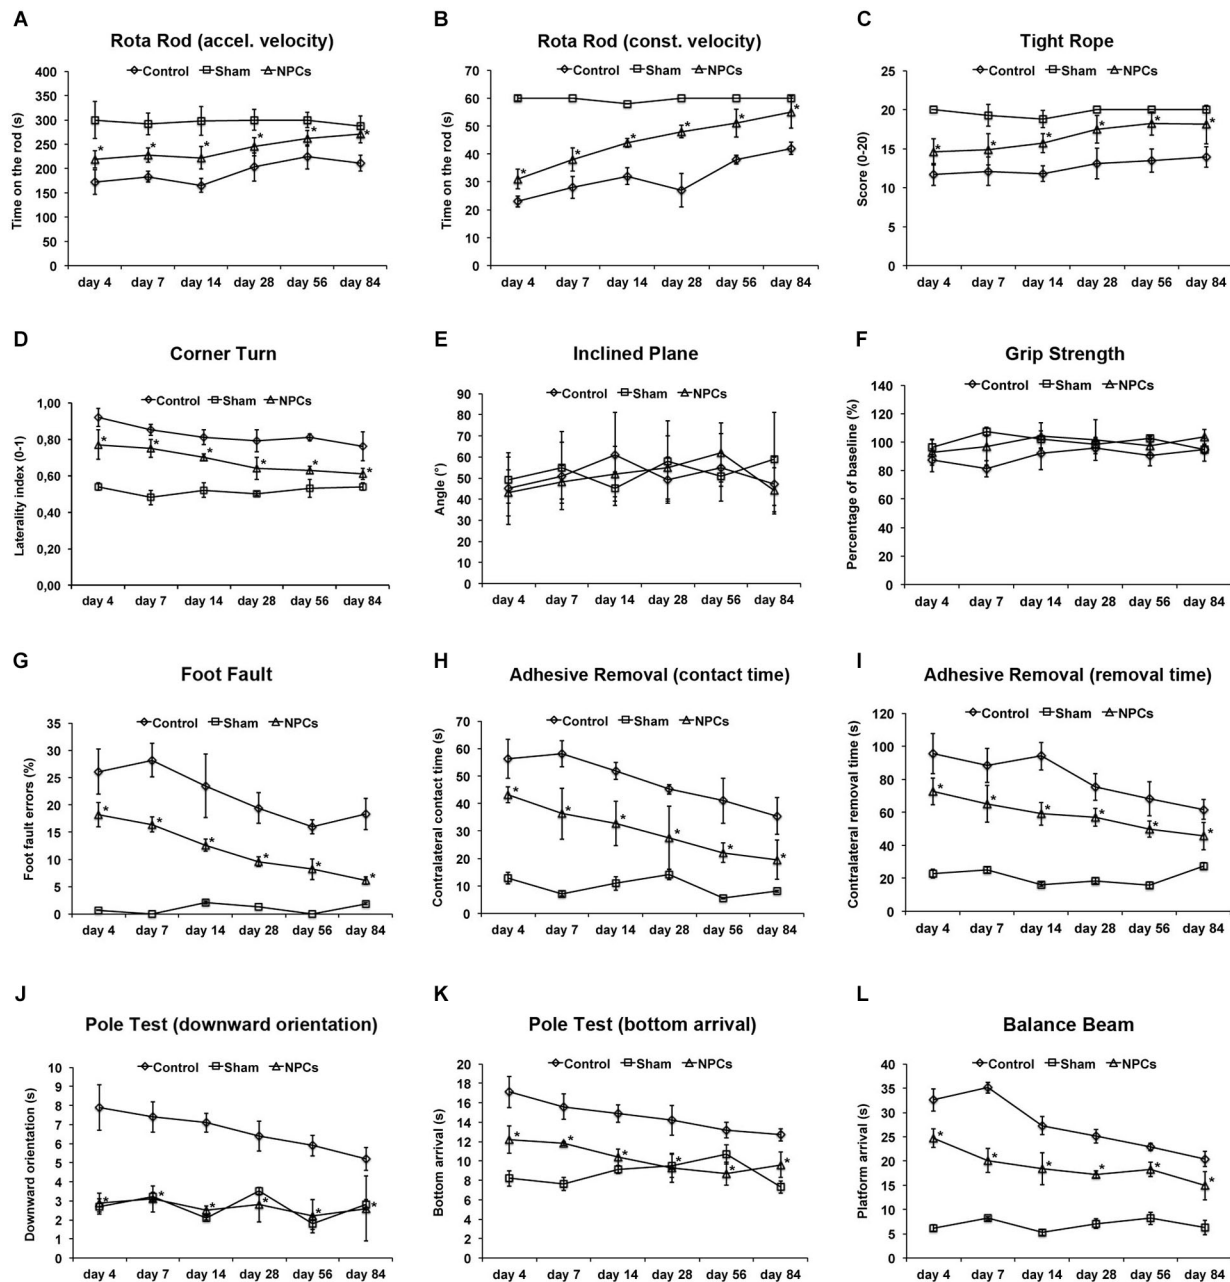 A
Rota Rod (accel. velocity)
Control Sham NPCs
Time on the rod (s)
400
350
300
250
200
150
100
50
0
* * * * * *
day 4 day 7 day 14 day 28 day 56 day 84
B
Rota Rod (const. velocity)
Control Sham NPCs
Time on the rod (s)
70
60
50
40
30
20
10
0
* * * * * *
day 4 day 7 day 14 day 28 day 56 day 84
C
Tight Rope
Control Sham NPCs
Score (0-20)
25
20
15
10
5
0
* * * * * *
day 4 day 7 day 14 day 28 day 56 day 84
D
Corner Turn
Control Sham NPCs
Laterality index (0-1)
1,00
0,80
0,60
0,40
0,20
0,00
* * * * * *
day 4 day 7 day 14 day 28 day 56 day 84
E
Inclined Plane
Control Sham NPCs
Angle (°)
90
80
70
60
50
40
30
20
10
0
day 4 day 7 day 14 day 28 day 56 day 84
F
Grip Strength
Control Sham NPCs
Percentage of baseline (%)
140
120
100
80
60
40
20
0
day 4 day 7 day 14 day 28 day 56 day 84
G
Foot Fault
Control Sham NPCs
Foot fault errors (%)
35
30
25
20
15
10
5
0
* * * * * *
day 4 day 7 day 14 day 28 day 56 day 84
H
Adhesive Removal (contact time)
Control Sham NPCs
Contralateral contact time (s)
70
60
50
40
30
20
10
0
* * * * * *
day 4 day 7 day 14 day 28 day 56 day 84
I
Adhesive Removal (removal time)
Control Sham NPCs
Contralateral removal time (s)
120
100
80
60
40
20
0
* * * * * *
day 4 day 7 day 14 day 28 day 56 day 84
J
Pole Test (downward orientation)
Control Sham NPCs
Downward orientation (s)
10
9
8
7
6
5
4
3
2
1
0
* * * * * *
day 4 day 7 day 14 day 28 day 56 day 84
K
Pole Test (bottom arrival)
Control Sham NPCs
Bottom arrival (s)
20
18
16
14
12
10
8
6
4
2
0
* * * * * *
day 4 day 7 day 14 day 28 day 56 day 84
L
Balance Beam
Control Sham NPCs
Platform arrival (s)
40
35
30
25
20
15
10
5
0
* * * * * *
day 4 day 7 day 14 day 28 day 56 day 84